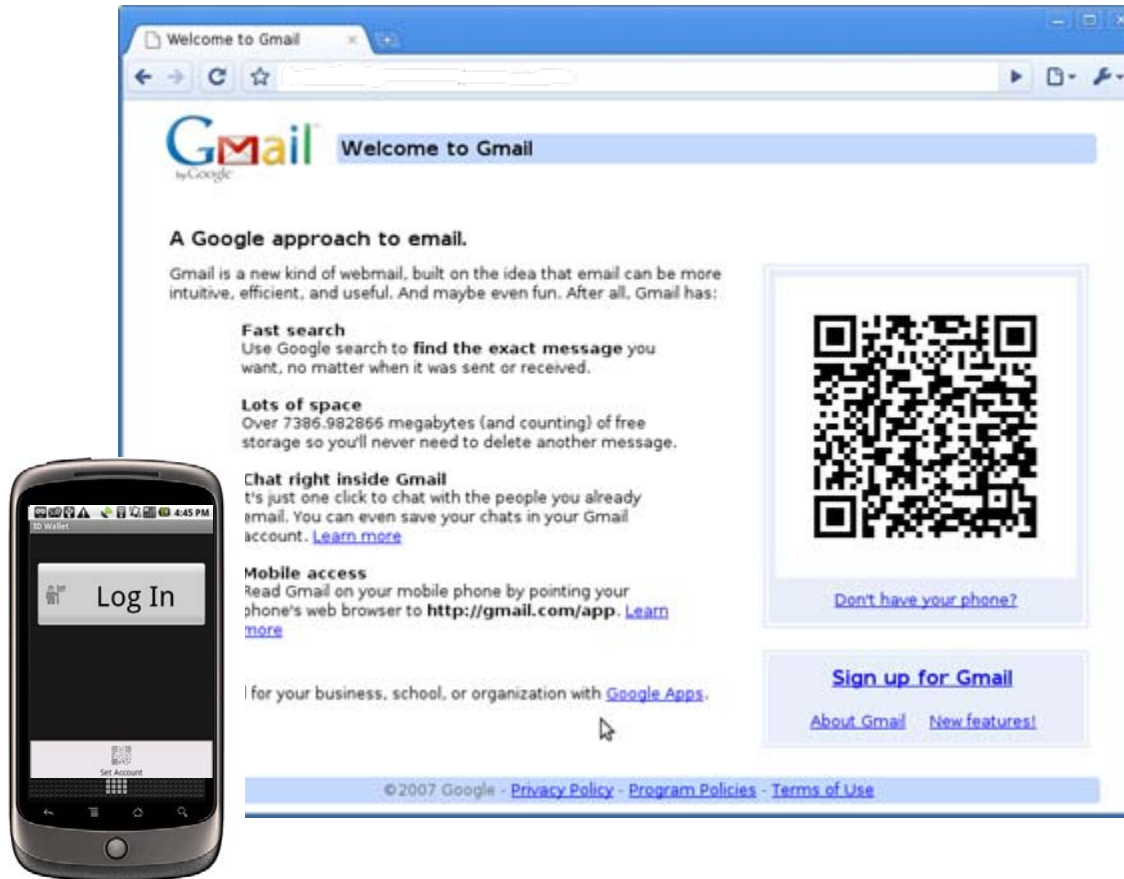 Welcome to Gmail
Gmail
by Google
Welcome to Gmail
A Google approach to email.
Gmail is a new kind of webmail, built on the idea that email can be more
intuitive, efficient, and useful. And maybe even fun. After all, Gmail has:
Fast search
Use Google search to find the exact message you
want, no matter when it was sent or received.
Lots of space
Over 7386.982866 megabytes (and counting) of free
storage so you'll never need to delete another message.
Chat right inside Gmail
t's just one click to chat with the people you already
email. You can even save your chats in your Gmail
account. Learn more
Mobile access
Read Gmail on your mobile phone by pointing your
phone's web browser to http://gmail.com/app. Learn
more
for your business, school, or organization with Google Apps.
Don't have your phone?
Sign up for Gmail
About Gmail New features!
©2007 Google - Privacy Policy - Program Policies - Terms of Use
4:45 PM
ID Wallet
Log In
Set Account